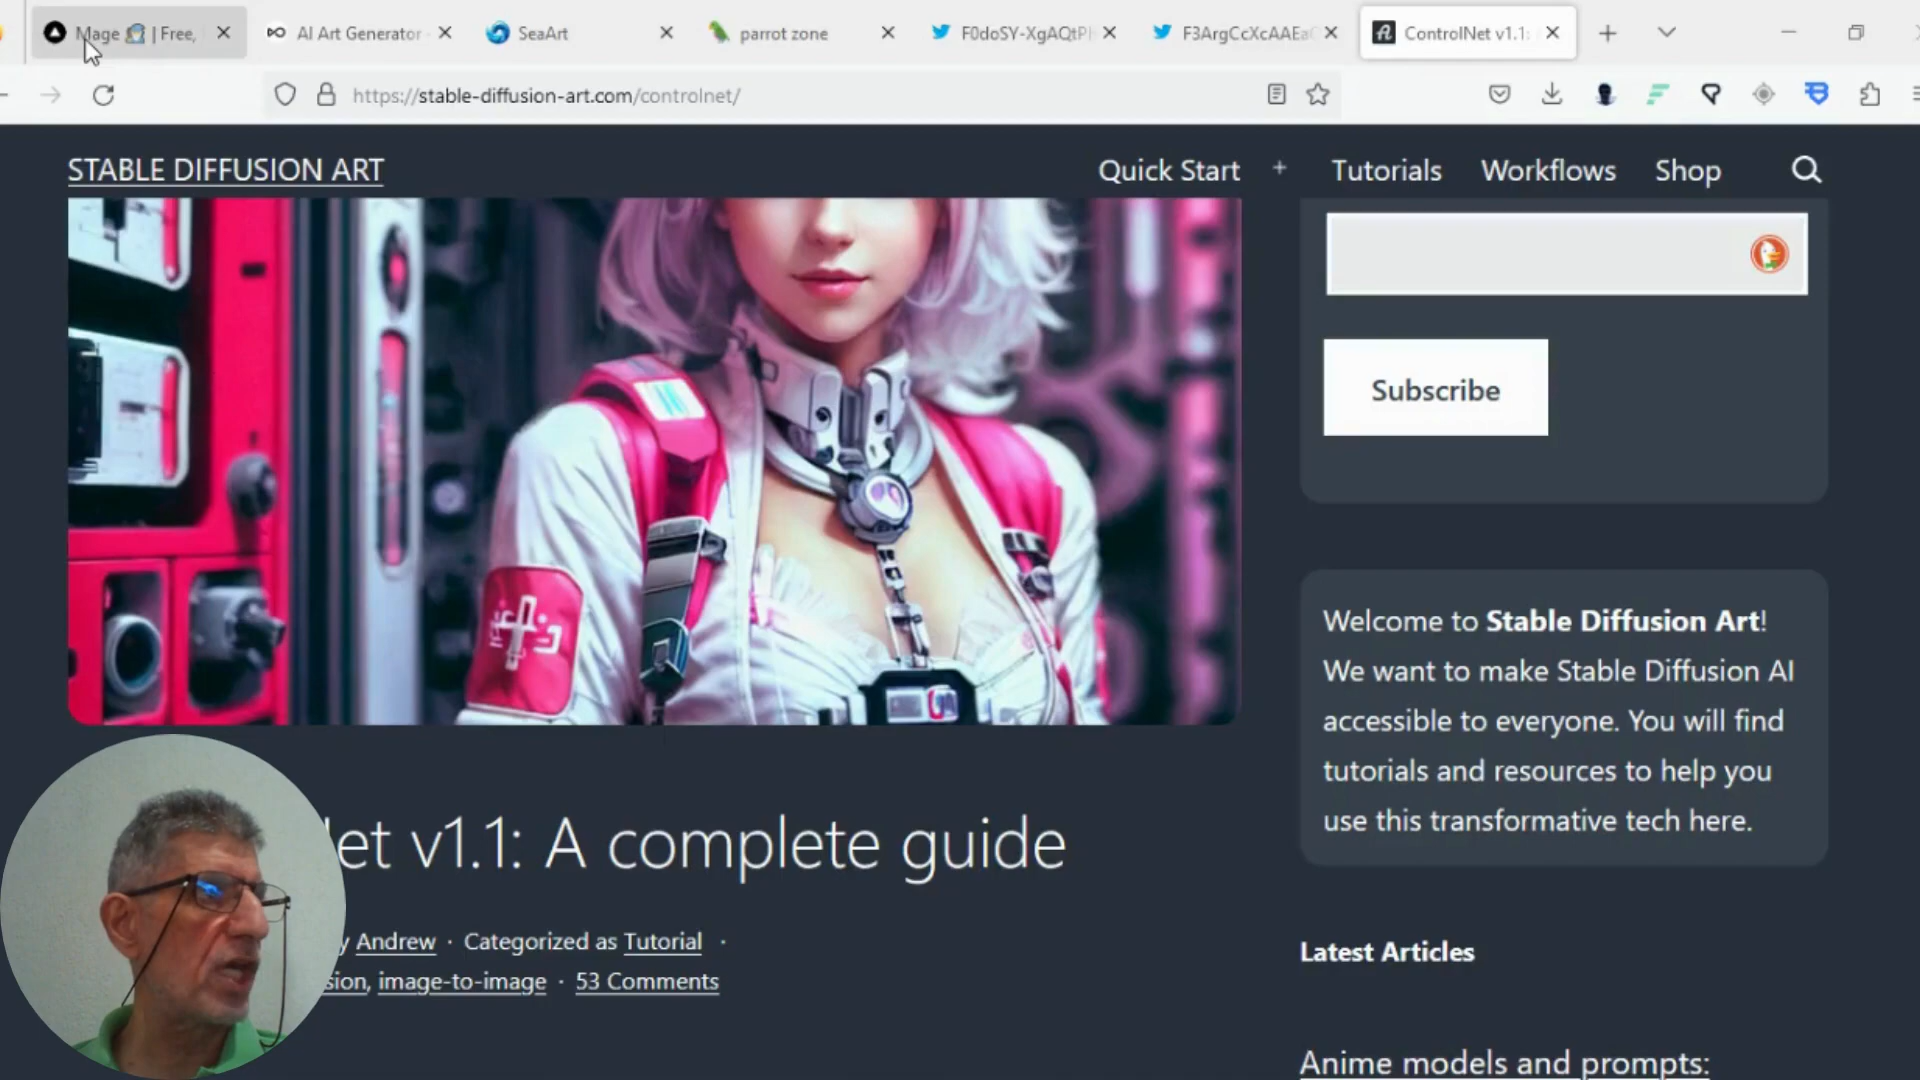 Mage | Free,
AI Art Generator
SeaArt
parrot zone
F0doSY-XgAQtPl
F3ArgCcXcAAEa
ControlNet v1.1:
https://stable-diffusion-art.com/controlnet/
STABLE DIFFUSION ART
Quick Start
+
Tutorials
Workflows
Shop
Subscribe
Welcome to Stable Diffusion Art!
We want to make Stable Diffusion AI
accessible to everyone. You will find
tutorials and resources to help you
use this transformative tech here.
et v1.1: A complete guide
y Andrew · Categorized as Tutorial ·
sion, image-to-image · 53 Comments
Latest Articles
Anime models and prompts: